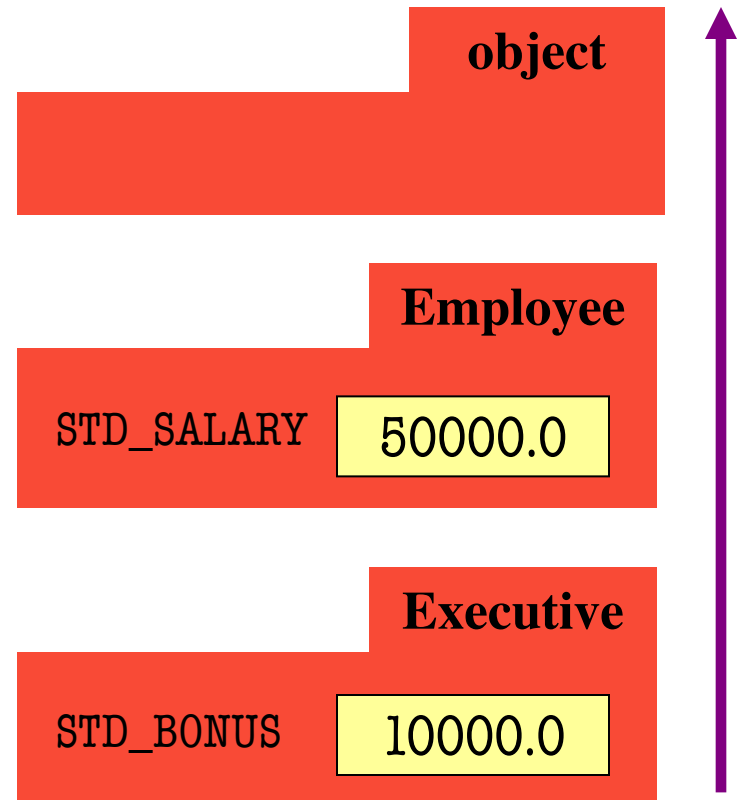 object
Employee
STD_SALARY 50000.0
Executive
STD_BONUS 10000.0